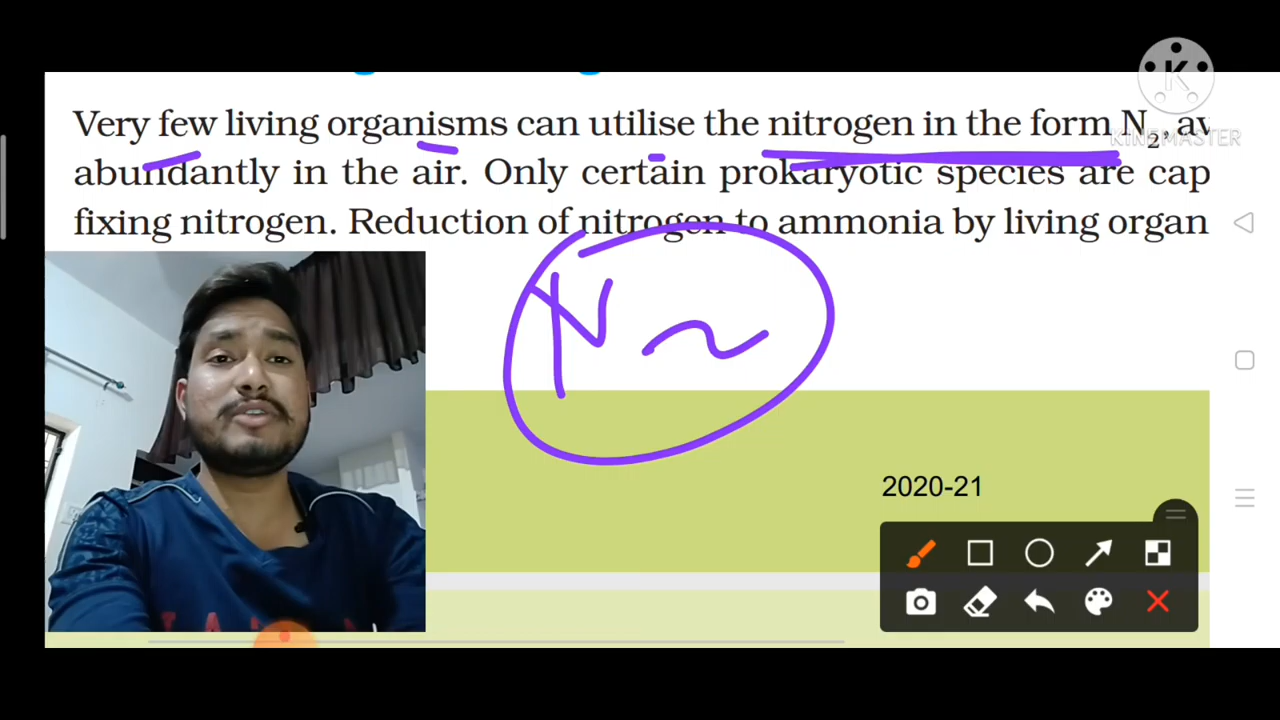 Very few living organisms can utilise the nitrogen in the form N₂, av
abundantly in the air. Only certain prokaryotic species are cap
fixing nitrogen. Reduction of nitrogen to ammonia by living organ
N₂
2020-21
K
KINEMASTER